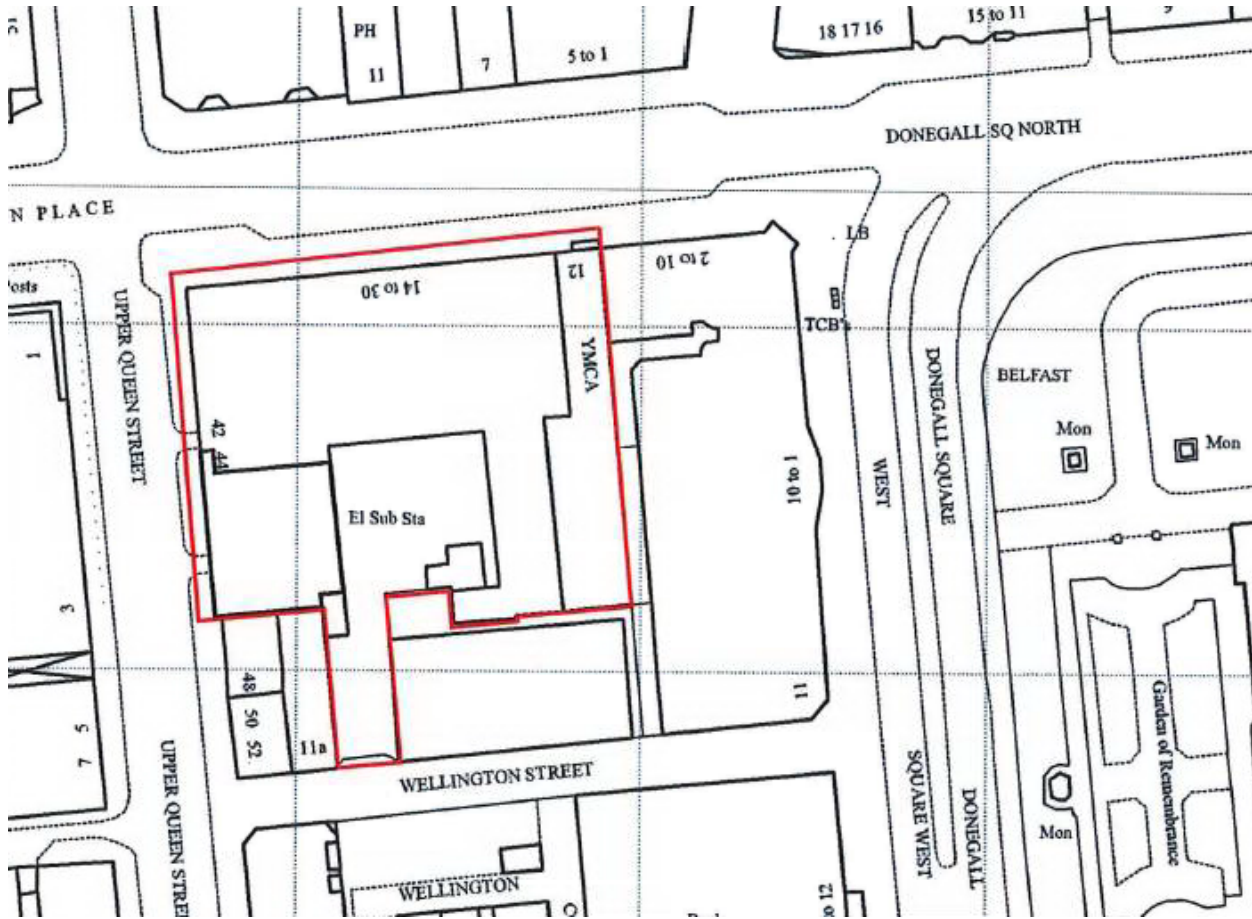 PH
11
7
5 to 1
18 17 16
15 to 11
9
DONEGALL SQ NORTH
N PLACE
LB
2 to 10
12
14 to 30
TCB's
YMCA
UPPER QUEEN STREET
1
DONEGALL SQUARE
WEST
BELFAST
Mon
Mon
42
44
10 to 1
El Sub Sta
3
48
50 52
11a
11
5
7
WELLINGTON STREET
UPPER QUEEN STREE
SQUARE WEST
DONEGALL
Mon
Garden of Remembrance
WELLINGTON
12